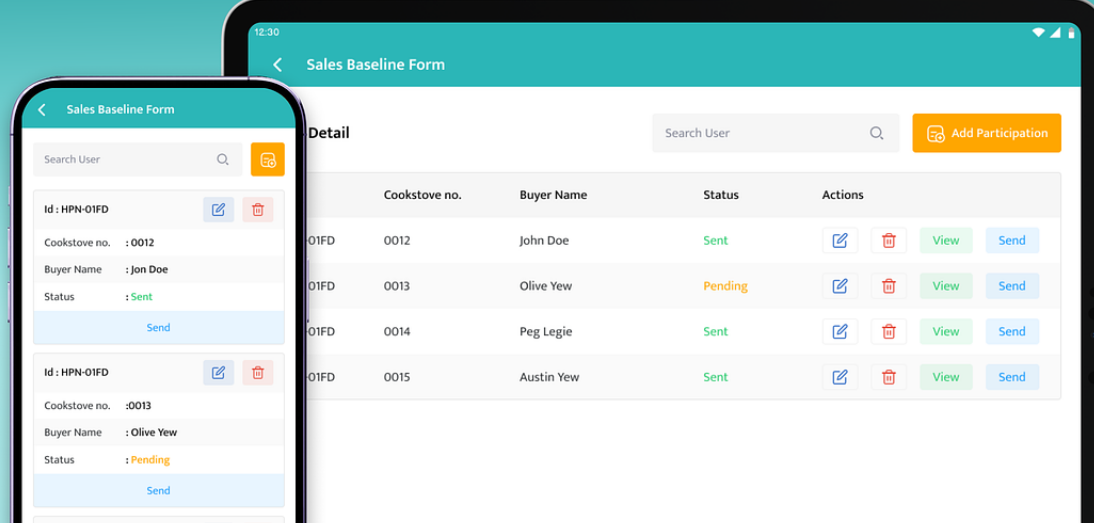 Sales Baseline Form
Search User
Id : HPN-01FD
Cookstove no. : 0012
Buyer Name : Jon Doe
Status : Sent
Send
Id : HPN-01FD
Cookstove no. :0013
Buyer Name : Olive Yew
Status : Pending
Send
12:30
Sales Baseline Form
Detail
Search User
Add Participation
Cookstove no. Buyer Name Status Actions
01FD 0012 John Doe Sent View Send
01FD 0013 Olive Yew Pending View Send
01FD 0014 Peg Legie Sent View Send
01FD 0015 Austin Yew Sent View Send